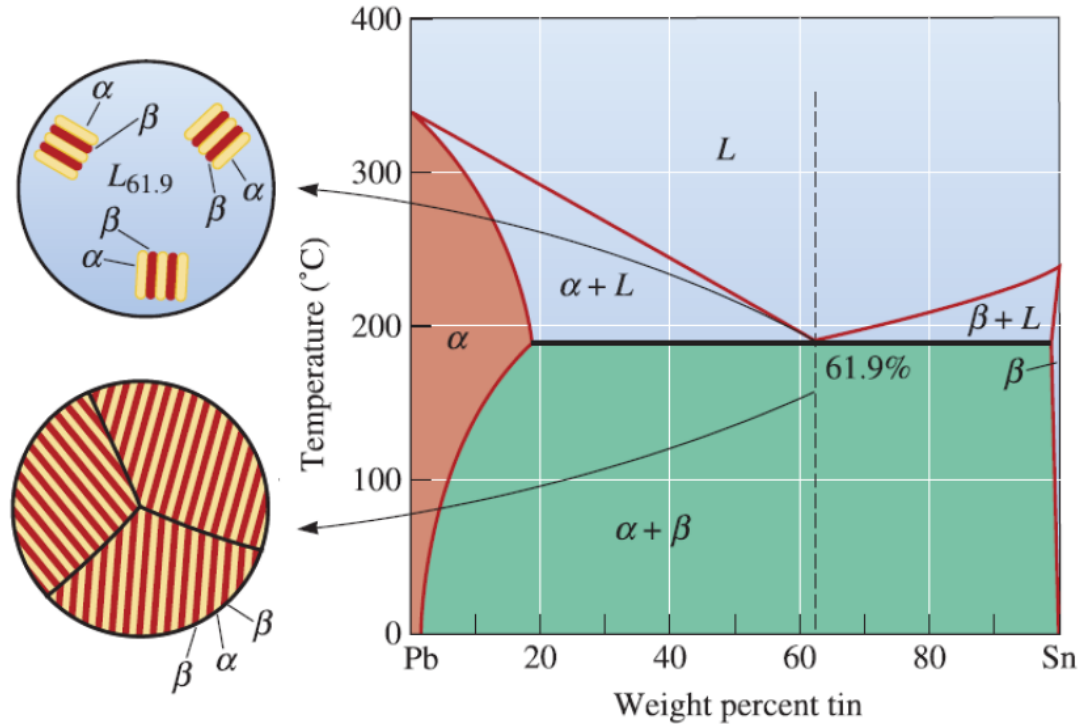 α
β
L61.9
β
α
β
α
β
α
β
400
300
200
100
0
Temperature (°C)
L
α + L
β + L
α
61.9%
β
α + β
Pb
20
40
60
80
Sn
Weight percent tin